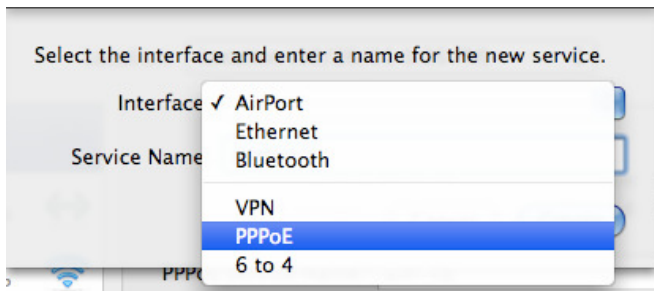 Select the interface and enter a name for the new service.
Interface ✓ AirPort
Ethernet
Service Name
Bluetooth
VPN
PPPoE
6 to 4
PPPo